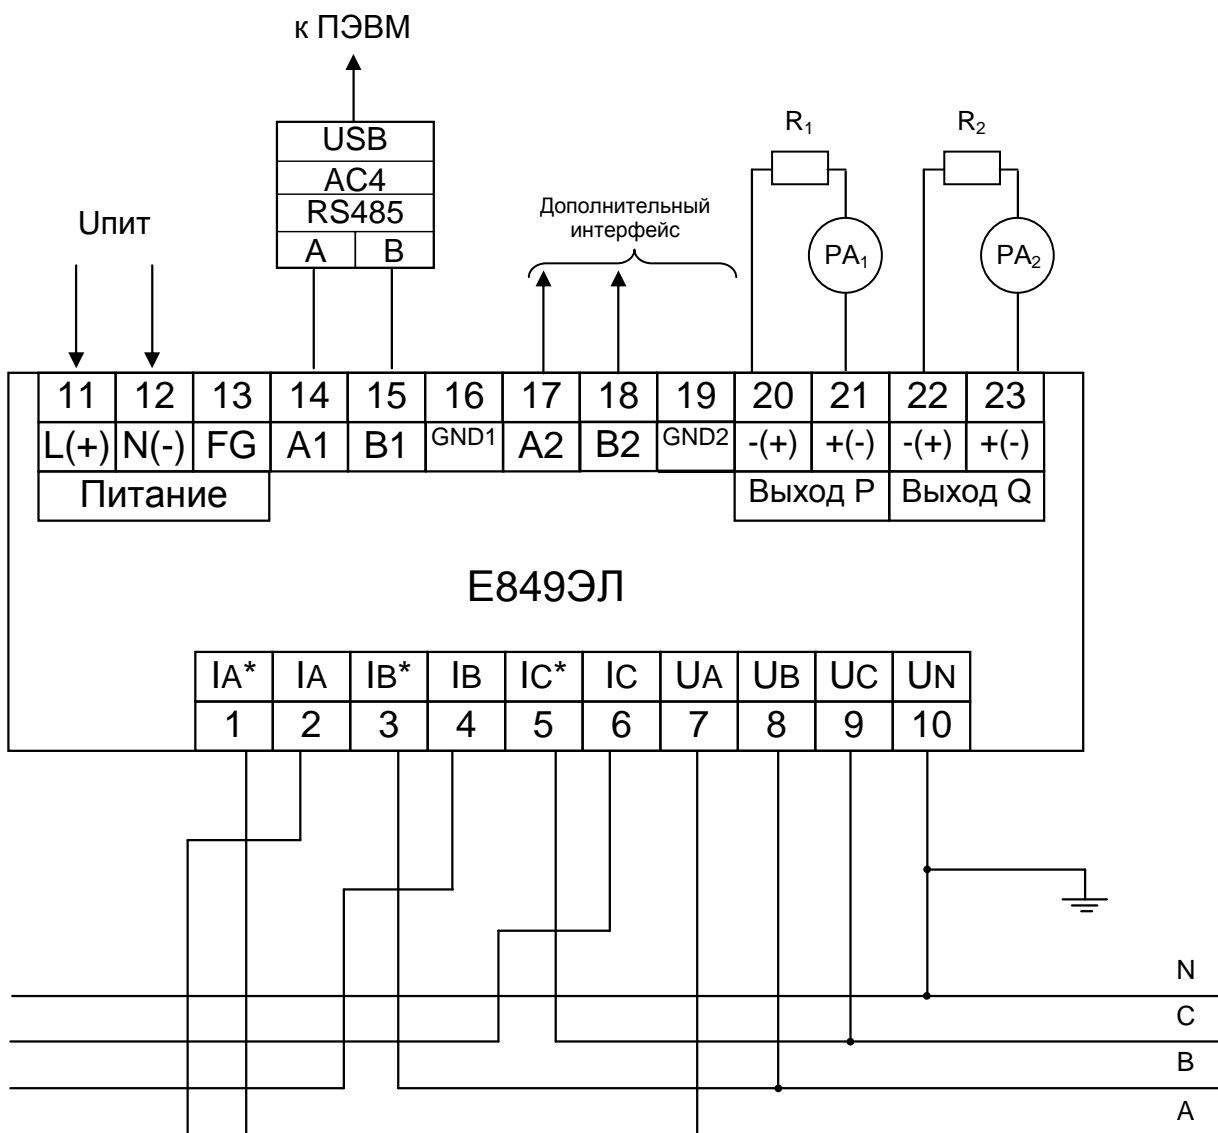 к ПЭВМ
USB
AC4
RS485
A B
Uпит
Дополнительный
интерфейс
R1 R2
PA1 PA2
11 12 13 14 15 16 17 18 19 20 21 22 23
L(+) N(-) FG A1 B1 GND1 A2 B2 GND2 -(+) +(-) -(+) +(-)
Питание Выход P Выход Q
Е849ЭЛ
IA* IA IB* IB IC* IC UA UB UC UN
1 2 3 4 5 6 7 8 9 10
N
C
B
A